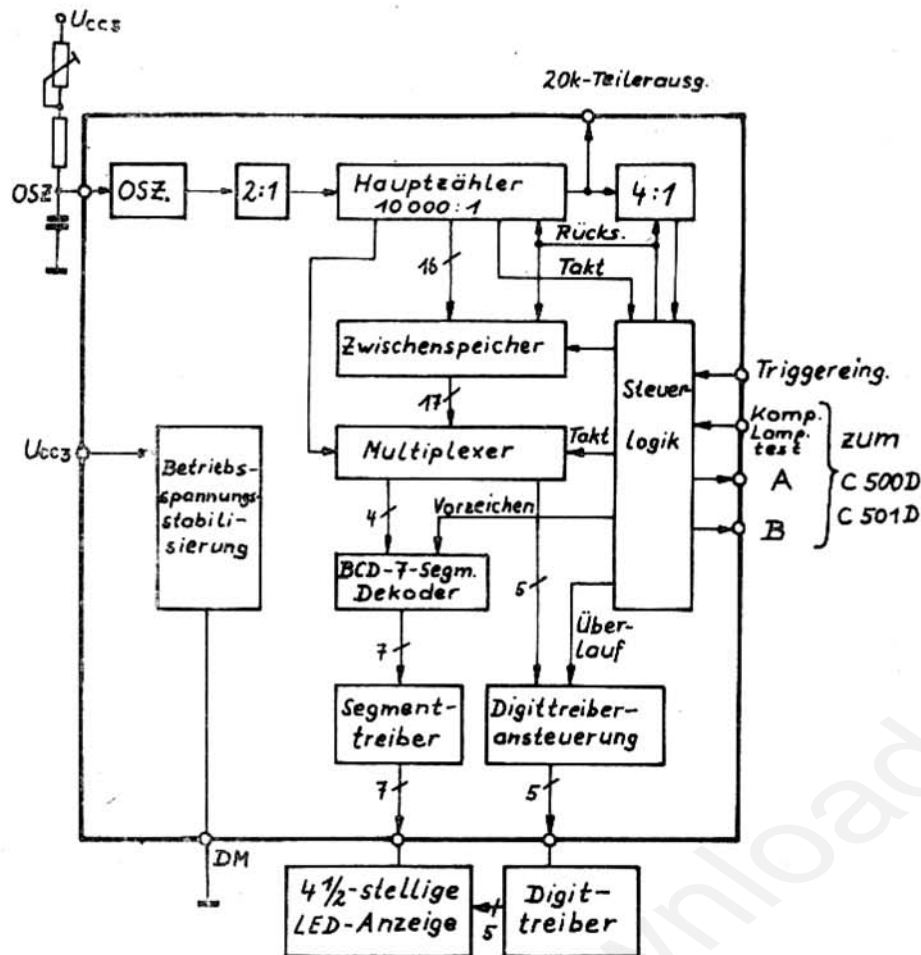 UCC3
20k-Teilerausg.
OSZ
OSZ.
2:1
Hauptzähler
10 000:1
4:1
Rücks.
16
Takt
Zwischenspeicher
Steuer
logik
Triggereing.
17
Komp.
Lamp.
test
zum
C 500D
C 501D
UCC3
Multiplexer
Takt
A
Betriebs-
spannungs-
stabili-
sierung
4
Vorzeichen
B
BCD-7-Segm.
Dekoder
5
Über-
lauf
7
Segment-
treiber
Digittreiber-
ansteuerung
7
5
DM
4 1/2-stellige
LED-Anzeige
5
Digit-
treiber
wnload